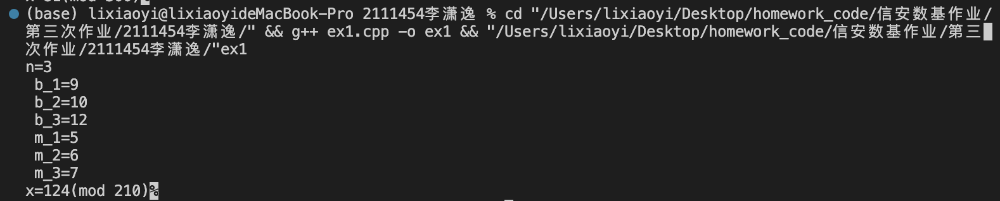 (base) lixiaoyi@lixiaoyideMacBook-Pro 2111454李潇逸 % cd "/Users/lixiaoyi/Desktop/homework_code/信安数基作业/
第三次作业/2111454李潇逸/" && g++ ex1.cpp -o ex1 && "/Users/lixiaoyi/Desktop/homework_code/信安数基作业/第三
次作业/2111454李潇逸/"ex1
n=3
b_1=9
b_2=10
b_3=12
m_1=5
m_2=6
m_3=7
x=124(mod 210)%